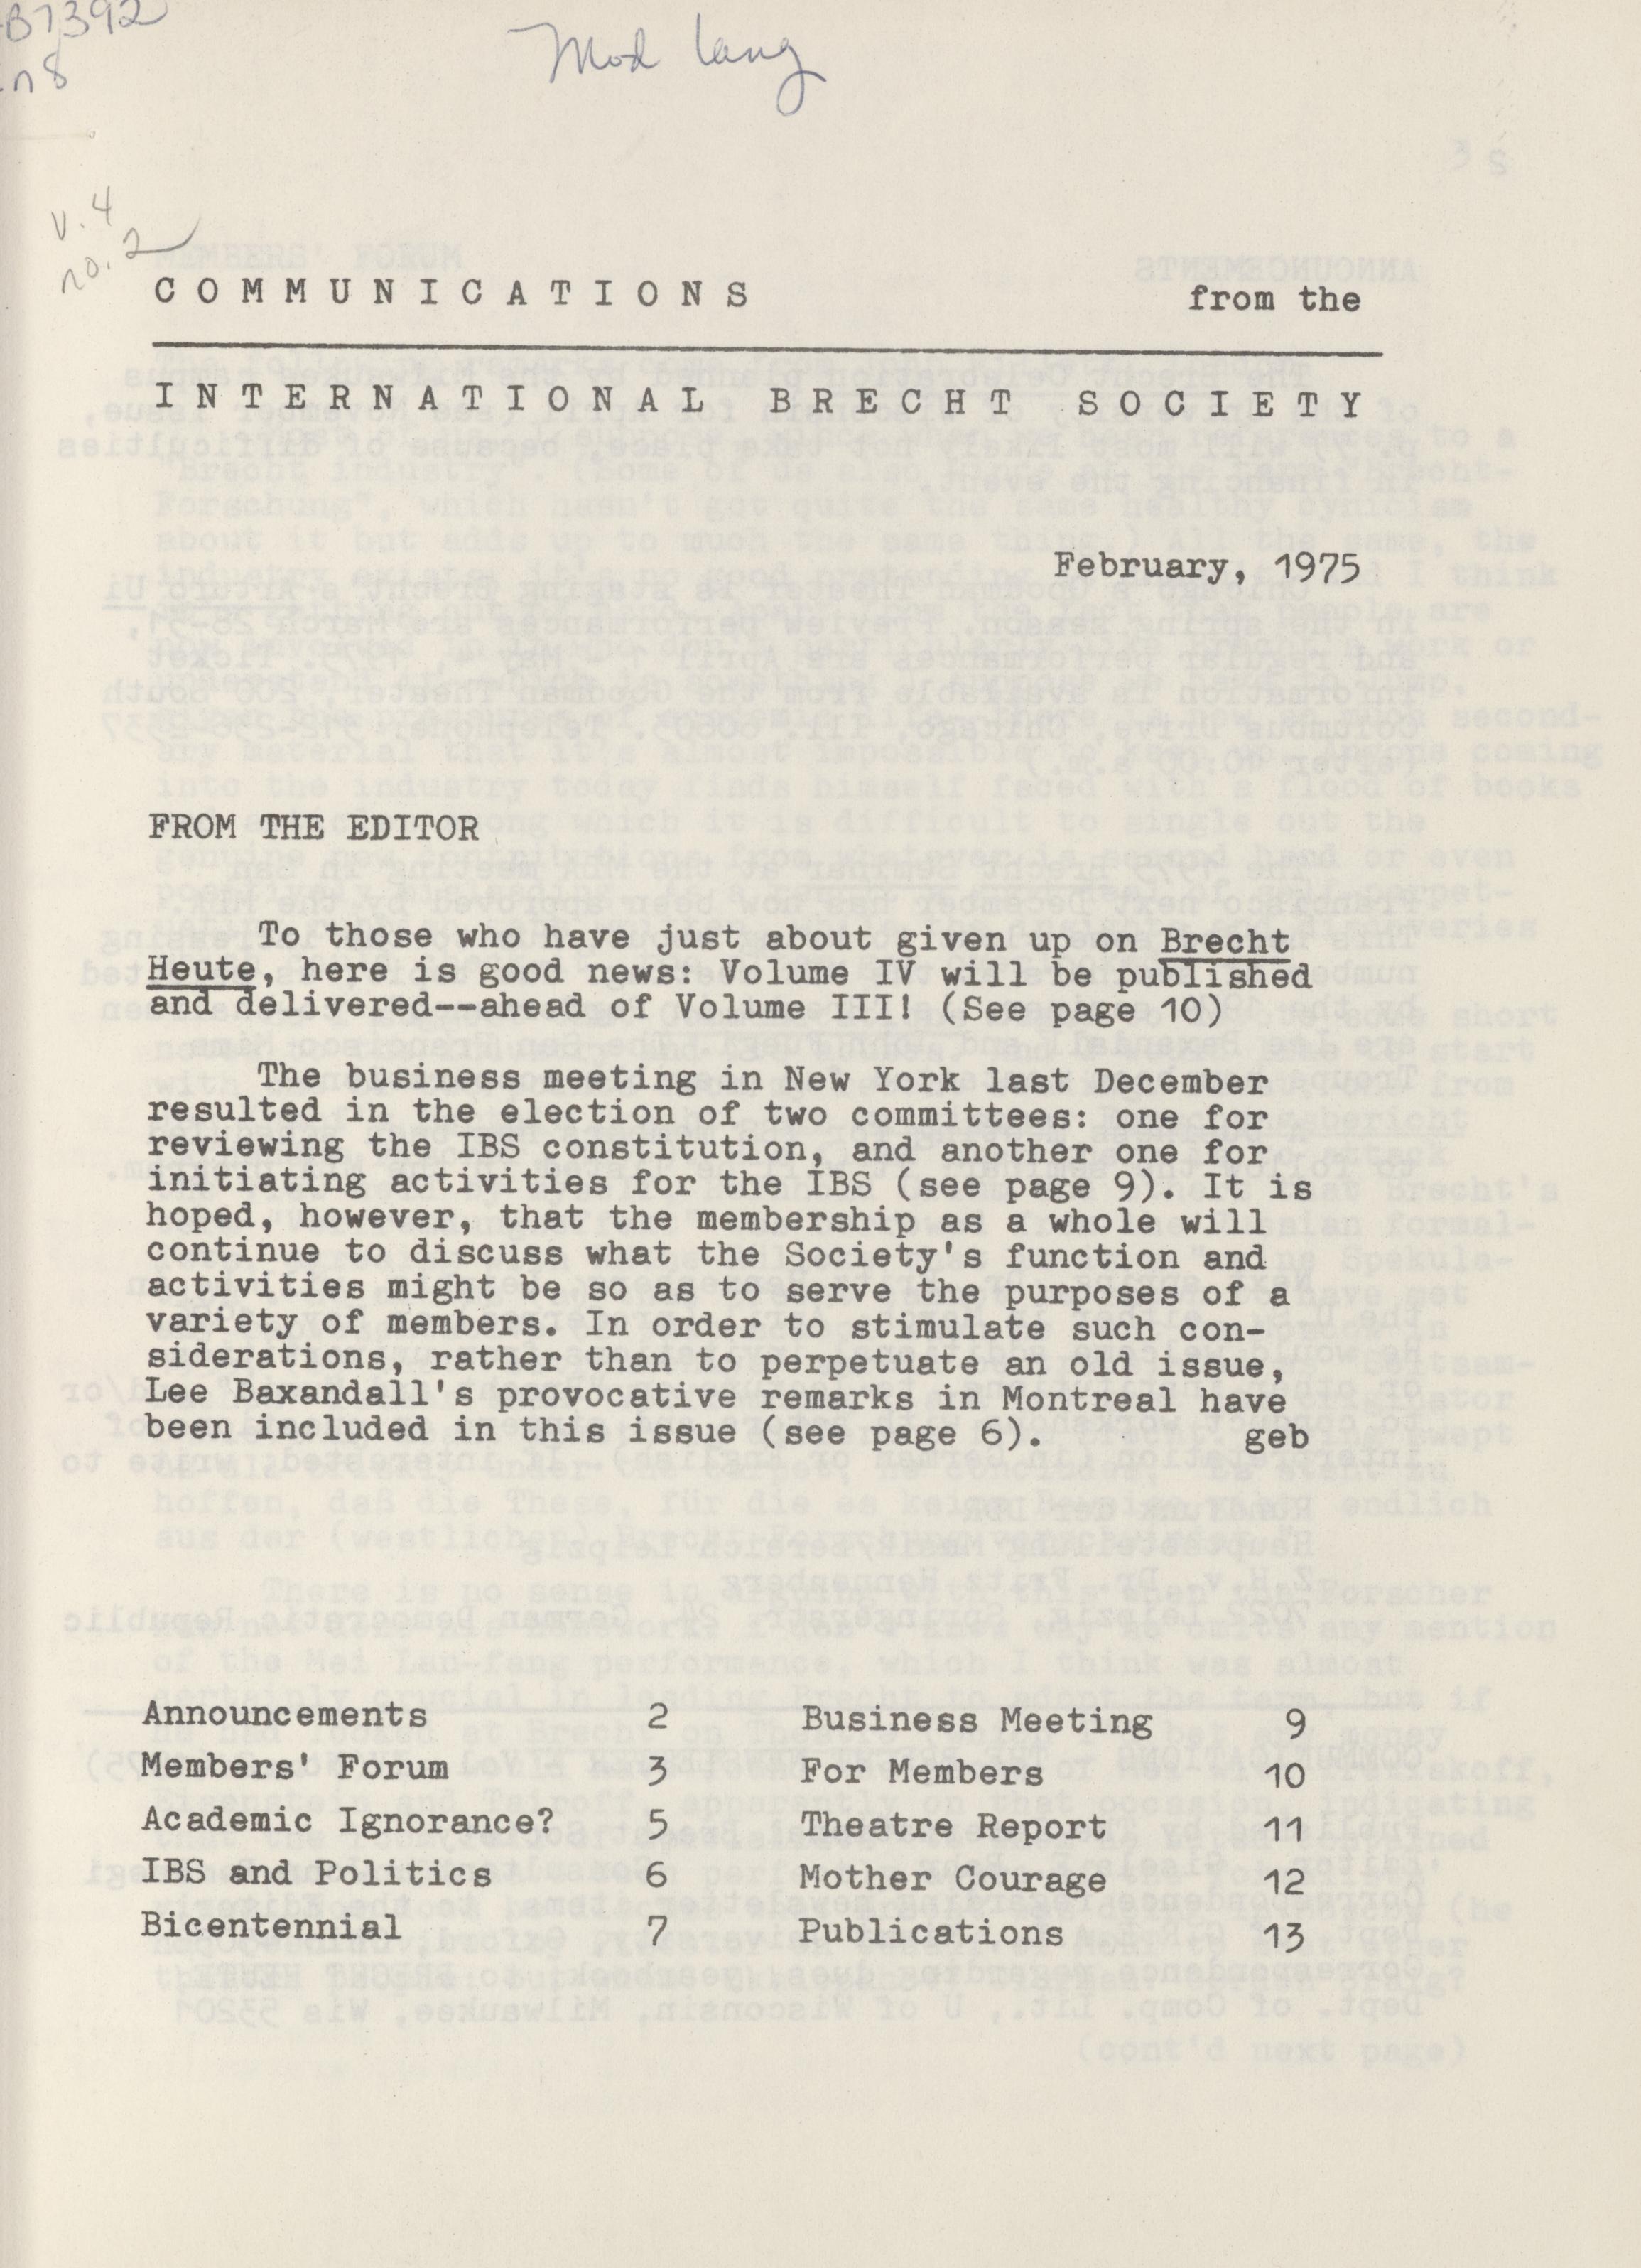 B7392
n8
Mod lang
v.4
no.2
COMMUNICATIONS from the
INTERNATIONAL BRECHT SOCIETY
February, 1975
FROM THE EDITOR
To those who have just about given up on Brecht
Heute, here is good news: Volume IV will be published
and delivered--ahead of Volume III! (See page 10)
The business meeting in New York last December
resulted in the election of two committees: one for
reviewing the IBS constitution, and another one for
initiating activities for the IBS (see page 9). It is
hoped, however, that the membership as a whole will
continue to discuss what the Society's function and
activities might be so as to serve the purposes of a
variety of members. In order to stimulate such con-
siderations, rather than to perpetuate an old issue,
Lee Baxandall's provocative remarks in Montreal have
been included in this issue (see page 6). geb
Announcements 2 Business Meeting 9
Members' Forum 3 For Members 10
Academic Ignorance? 5 Theatre Report 11
IBS and Politics 6 Mother Courage 12
Bicentennial 7 Publications 13